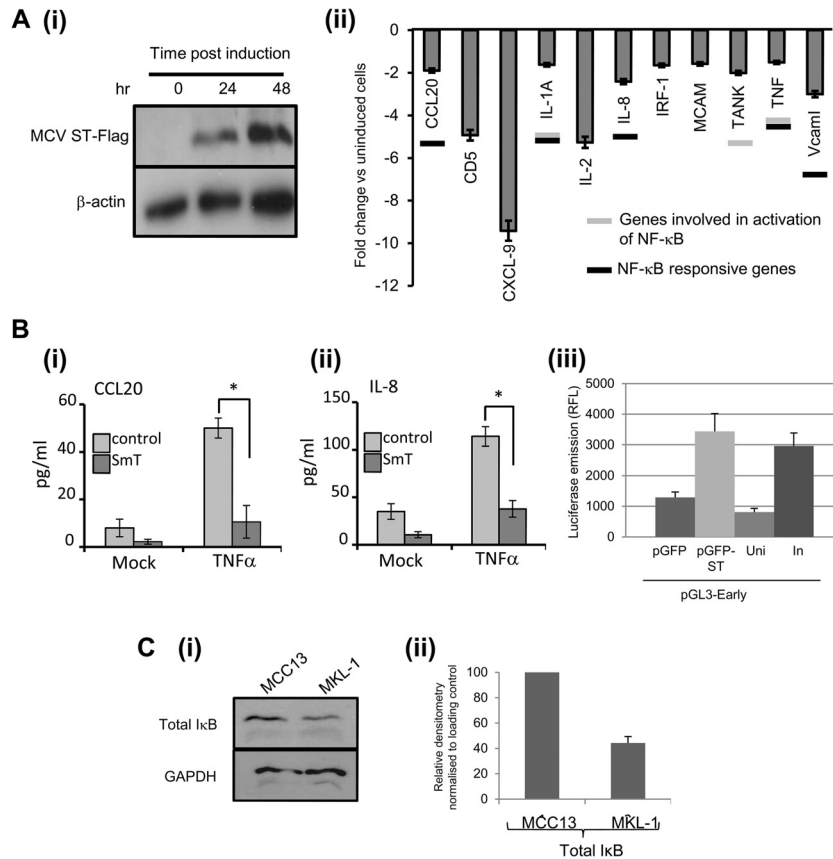 A (i)
Time post induction
hr 0 24 48
MCV ST-Flag
β-actin
(ii)
Fold change vs uninduced cells
0
-2
-4
-6
-8
-10
-12
CCL20
CD5
CXCL-9
IL-1A
IL-2
IL-8
IRF-1
MCAM
TANK
TNF
VcamI
Genes involved in activation
of NF-κB
NF-κB responsive genes
B
(i)
CCL20
pg/ml
60
40
20
0
control
SmT
*
Mock TNFα
(ii)
IL-8
pg/ml
150
100
50
0
control
SmT
*
Mock TNFα
(iii)
Luciferase emission (RFL)
5000
4000
3000
2000
1000
0
pGFP pGFP- Uni In
ST
pGL3-Early
C (i)
MCC13 MKL-1
Total IκB
GAPDH
(ii)
Relative densitometry
normalised to loading control
100
80
60
40
20
0
MCC13 MKL-1
Total IκB